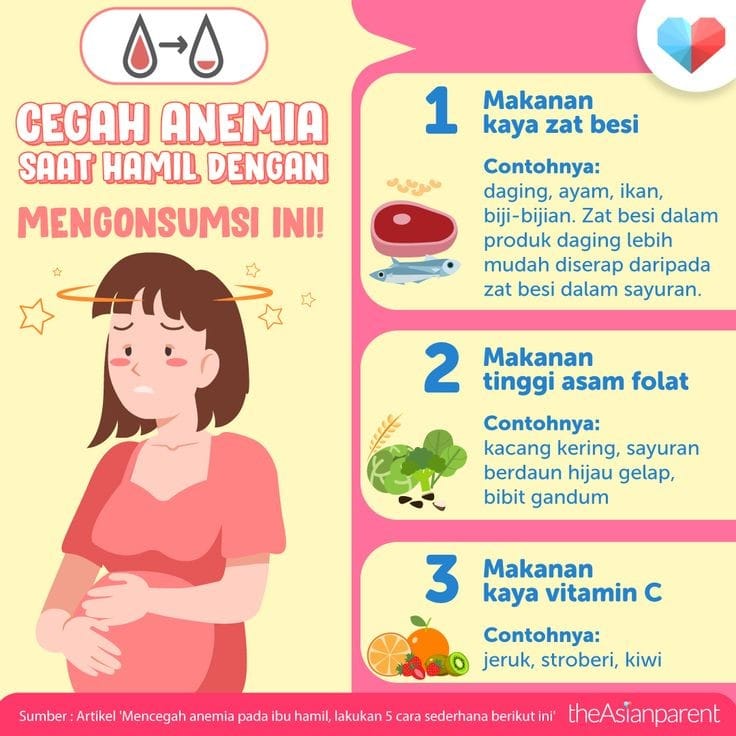 CEGAH ANEMIA
SAAT HAMIL DENGAN
MENGONSUMSI INI!
1
Makanan
kaya zat besi
Contohnya:
daging, ayam, ikan,
biji-bijian. Zat besi dalam
produk daging lebih
mudah diserap daripada
zat besi dalam sayuran.
2
Makanan
tinggi asam folat
Contohnya:
kacang kering, sayuran
berdaun hijau gelap,
bibit gandum
3
Makanan
kaya vitamin C
Contohnya:
jeruk, stroberi, kiwi
Sumber : Artikel 'Mencegah anemia pada ibu hamil, lakukan 5 cara sederhana berikut ini'
theAsianparent